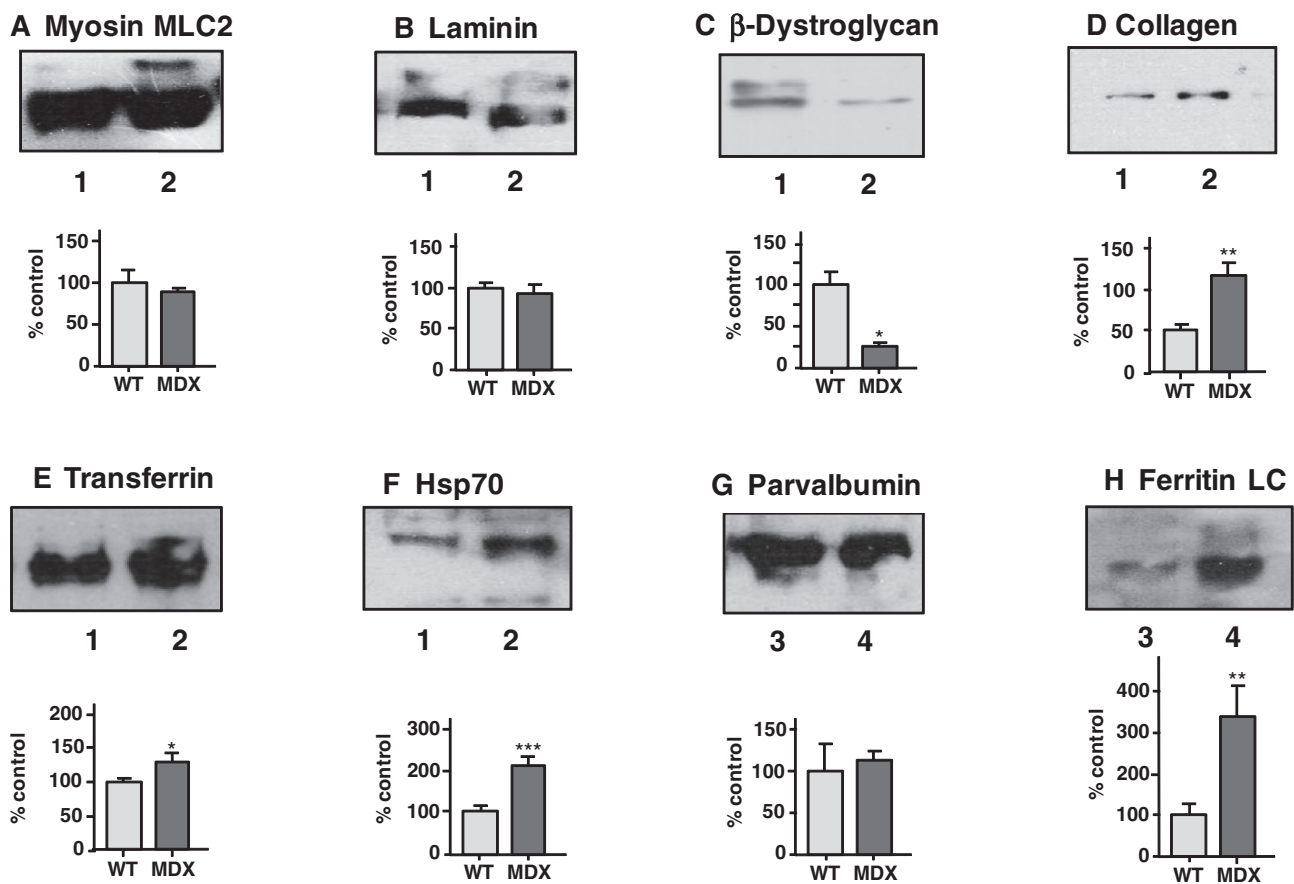 A Myosin MLC2
1 2
% control
150
100
50
0
WT MDX
B Laminin
1 2
% control
150
100
50
0
WT MDX
C β-Dystroglycan
1 2
% control
150
100
50
0
*
WT MDX
D Collagen
1 2
% control
150
100
50
0
**
WT MDX
E Transferrin
1 2
% control
200
150
100
50
0
*
WT MDX
F Hsp70
1 2
% control
300
200
100
0
***
WT MDX
G Parvalbumin
3 4
% control
150
100
50
0
WT MDX
H Ferritin LC
3 4
% control
400
300
200
100
0
**
WT MDX